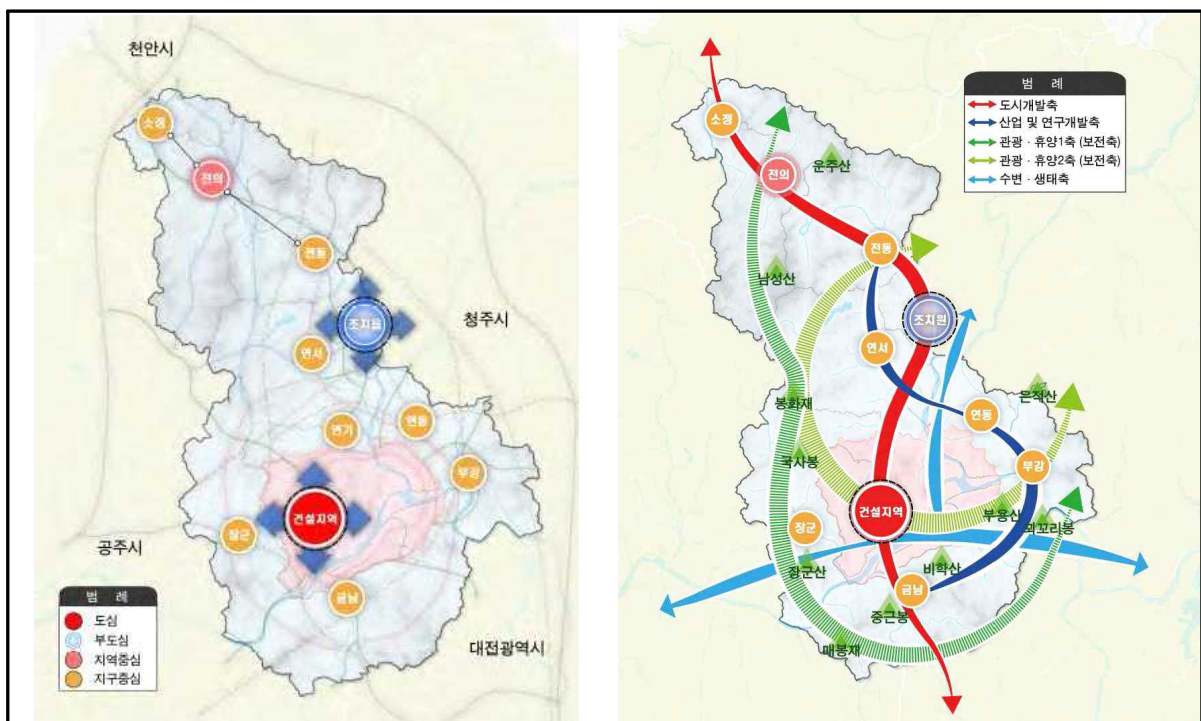 천안시
소정
전의
전동
조치원
청주시
연서
연기
연동
부강
건설지역
장군
공주시
금남
대전광역시
범 례
도심
부도심
지역중심
지구중심
범 례
도시개발축
산업 및 연구개발축
관광·휴양1축 (보전축)
관광·휴양2축 (보전축)
수변·생태축
소정
운주산
전의
전동
남성산
조치원
연서
은적산
봉화재
연동
국사봉
부강
건설지역
부용산
꾀꼬리봉
장군
장군산
비학산
금남
중근봉
매봉재